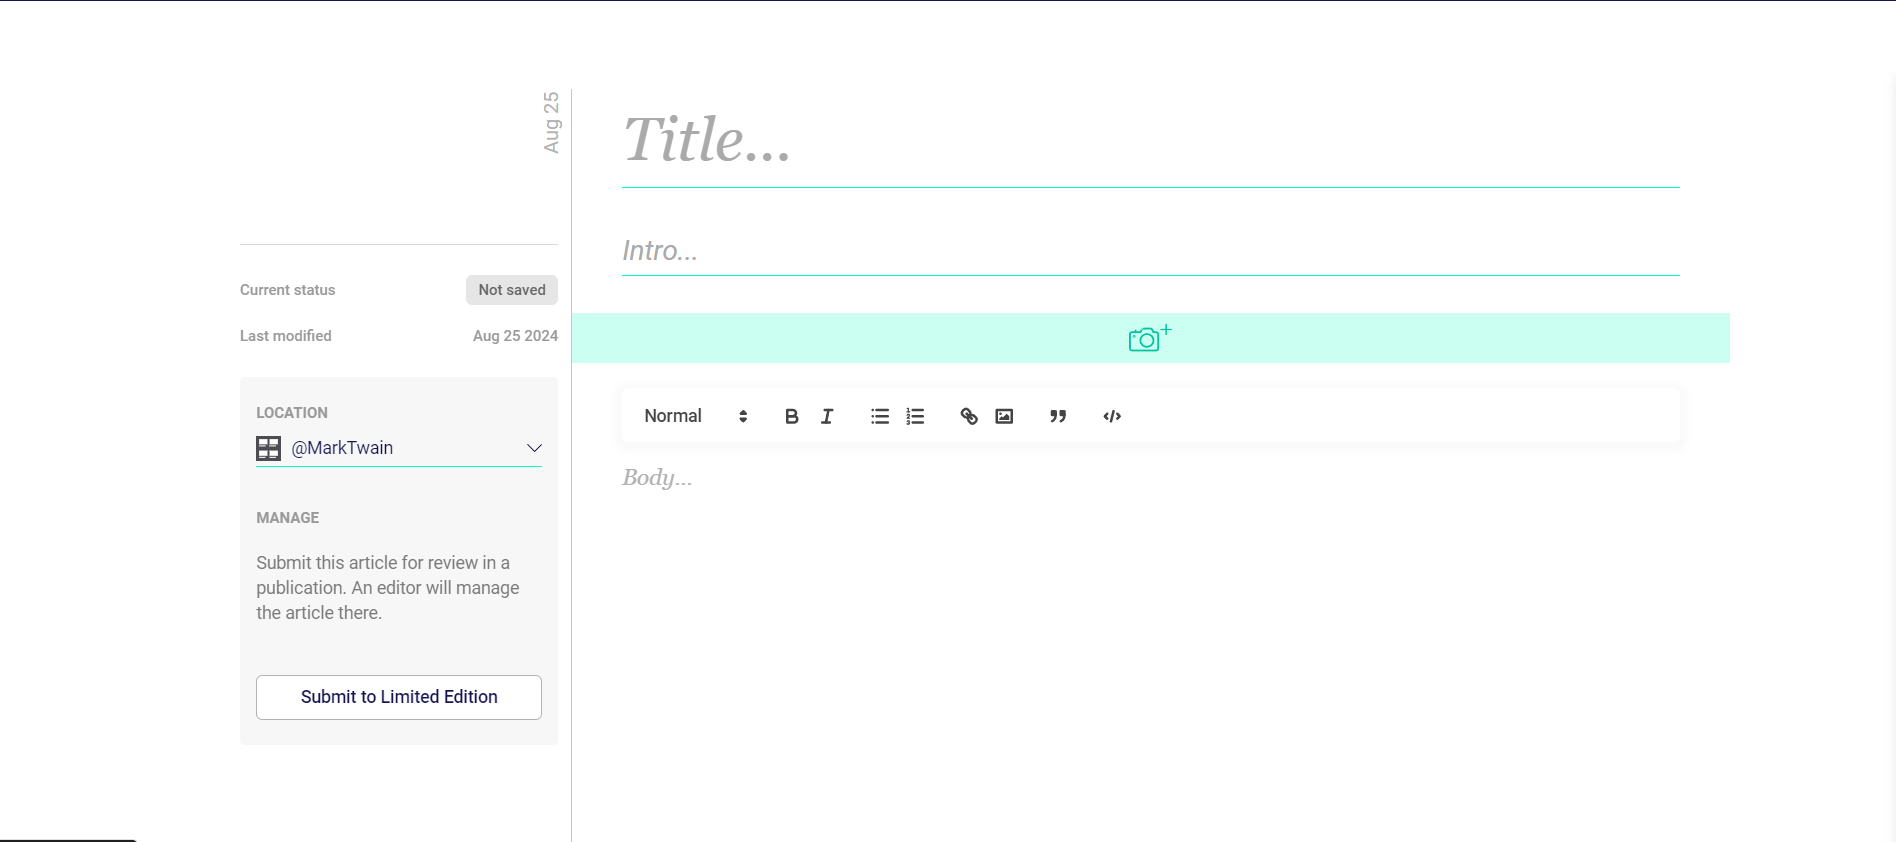 Aug 25
Title...
Intro...
Current status
Not saved
Last modified
Aug 25 2024
LOCATION
@MarkTwain
MANAGE
Submit this article for review in a
publication. An editor will manage
the article there.
Submit to Limited Edition
Normal
Body...